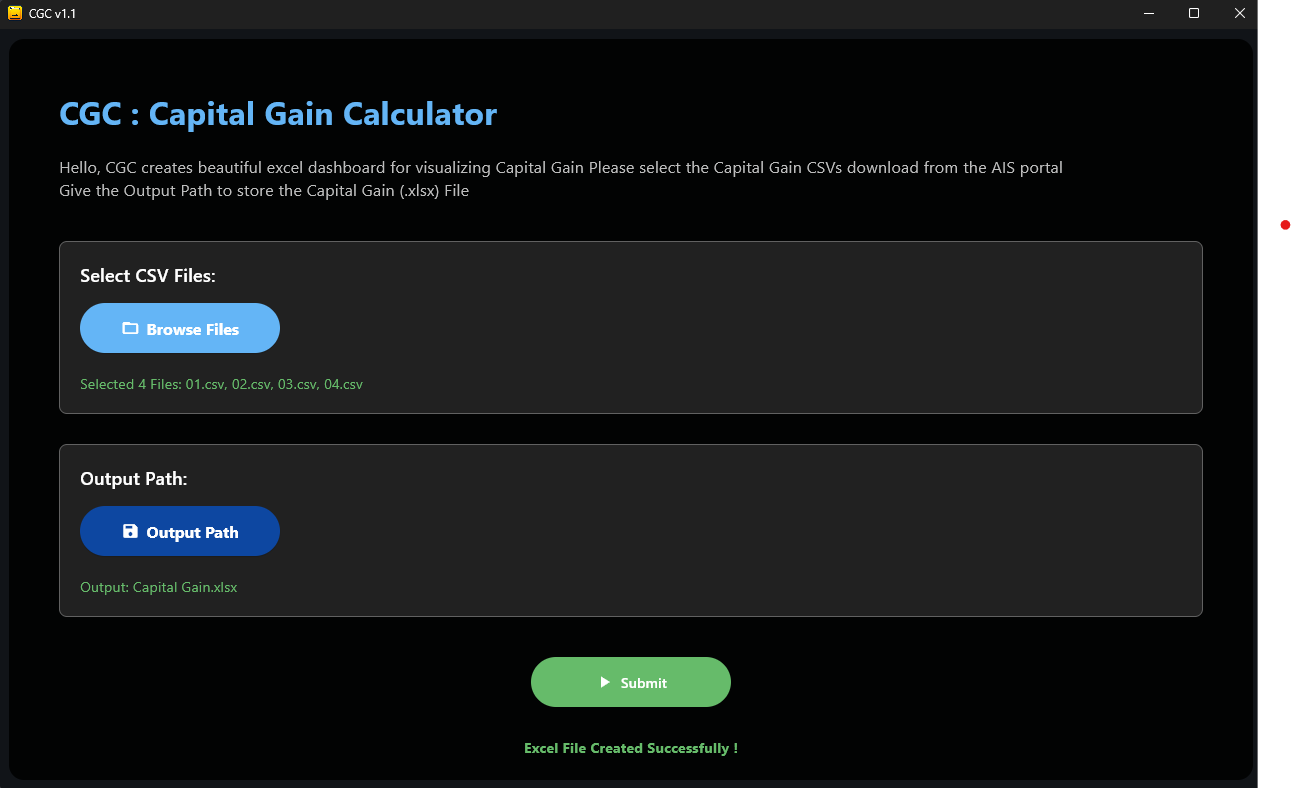 CGC v1.1
CGC : Capital Gain Calculator
Hello, CGC creates beautiful excel dashboard for visualizing Capital Gain Please select the Capital Gain CSVs download from the AIS portal
Give the Output Path to store the Capital Gain (.xlsx) File
Select CSV Files:
Browse Files
Selected 4 Files: 01.csv, 02.csv, 03.csv, 04.csv
Output Path:
Output Path
Output: Capital Gain.xlsx
Submit
Excel File Created Successfully !